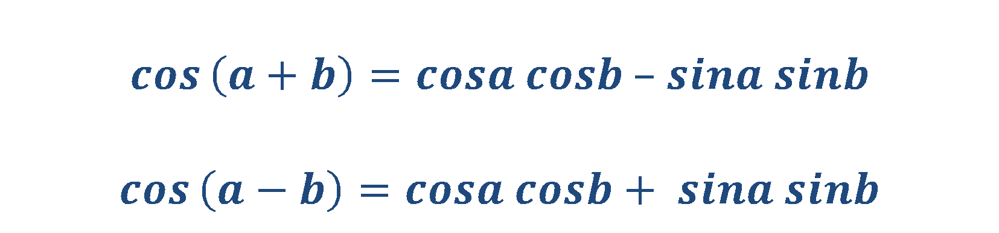 cos (a + b) = cosa cosb – sina sinb
cos (a − b) = cosa cosb + sina sinb